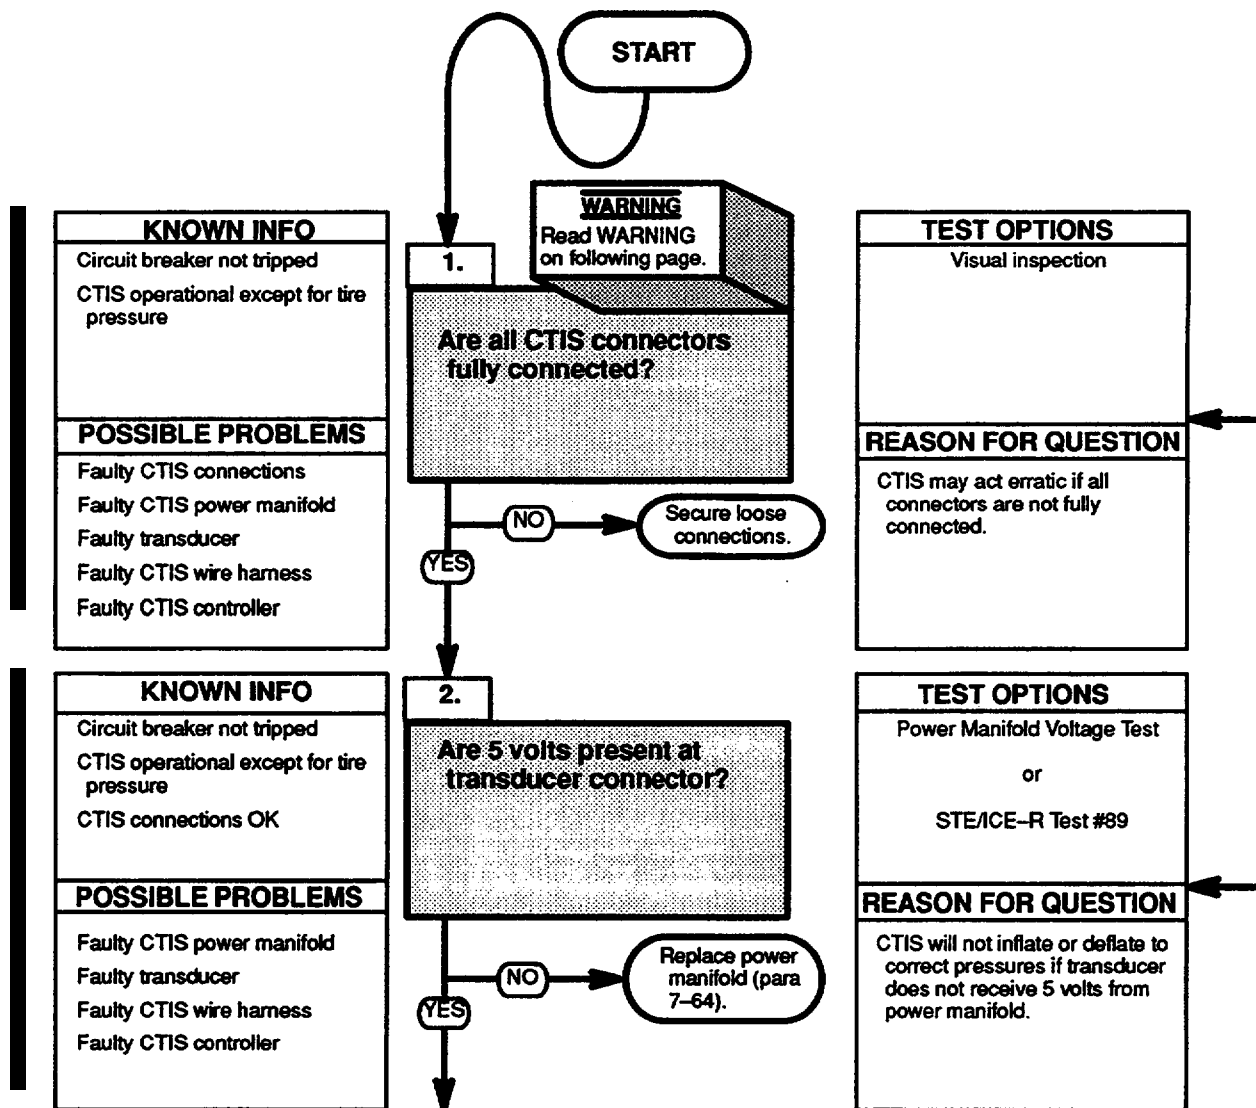 START
WARNING
Read WARNING
on following page.
KNOWN INFO
Circuit breaker not tripped
CTIS operational except for tire
pressure
POSSIBLE PROBLEMS
Faulty CTIS connections
Faulty CTIS power manifold
Faulty transducer
Faulty CTIS wire harness
Faulty CTIS controller
1.
Are all CTIS connectors
fully connected?
NO
Secure loose
connections.
YES
TEST OPTIONS
Visual inspection
REASON FOR QUESTION
CTIS may act erratic if all
connectors are not fully
connected.
KNOWN INFO
Circuit breaker not tripped
CTIS operational except for tire
pressure
CTIS connections OK
POSSIBLE PROBLEMS
Faulty CTIS power manifold
Faulty transducer
Faulty CTIS wire harness
Faulty CTIS controller
2.
Are 5 volts present at
transducer connector?
NO
Replace power
manifold (para
7–64).
YES
TEST OPTIONS
Power Manifold Voltage Test
or
STE/ICE–R Test #89
REASON FOR QUESTION
CTIS will not inflate or deflate to
correct pressures if transducer
does not receive 5 volts from
power manifold.